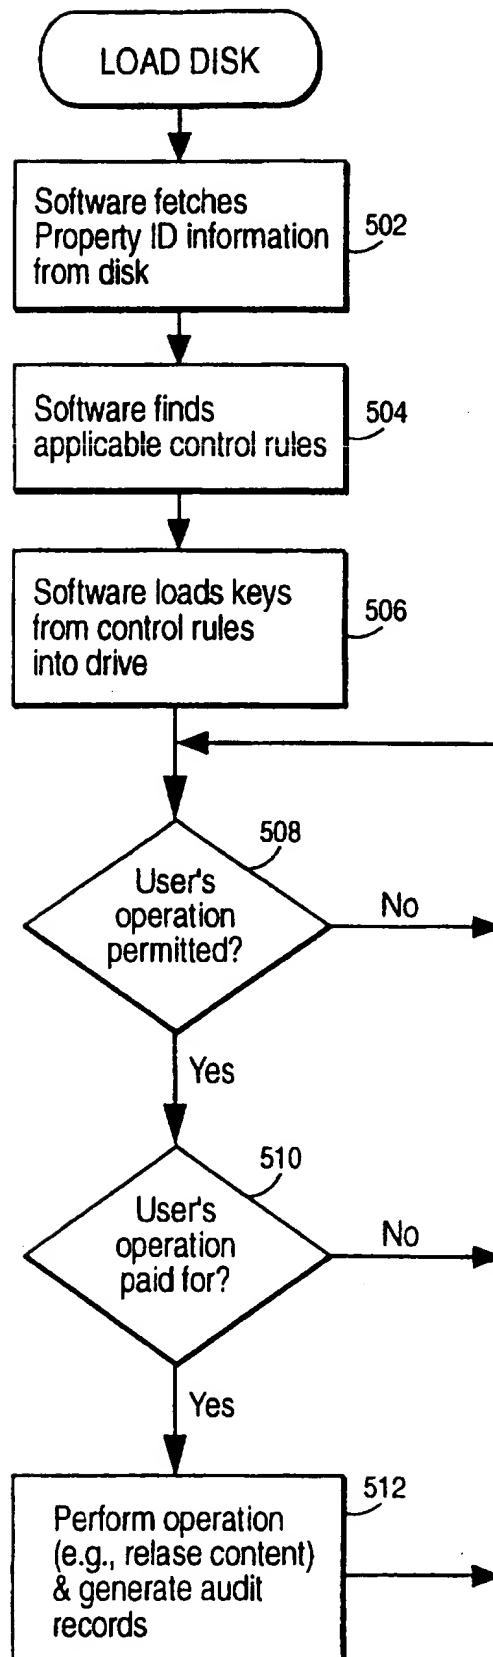 LOAD DISK
Software fetches
Property ID information
from disk
502
Software finds
applicable control rules
504
Software loads keys
from control rules
into drive
506
508
User's
operation
permitted?
No
Yes
510
User's
operation
paid for?
No
Yes
512
Perform operation
(e.g., relase content)
& generate audit
records